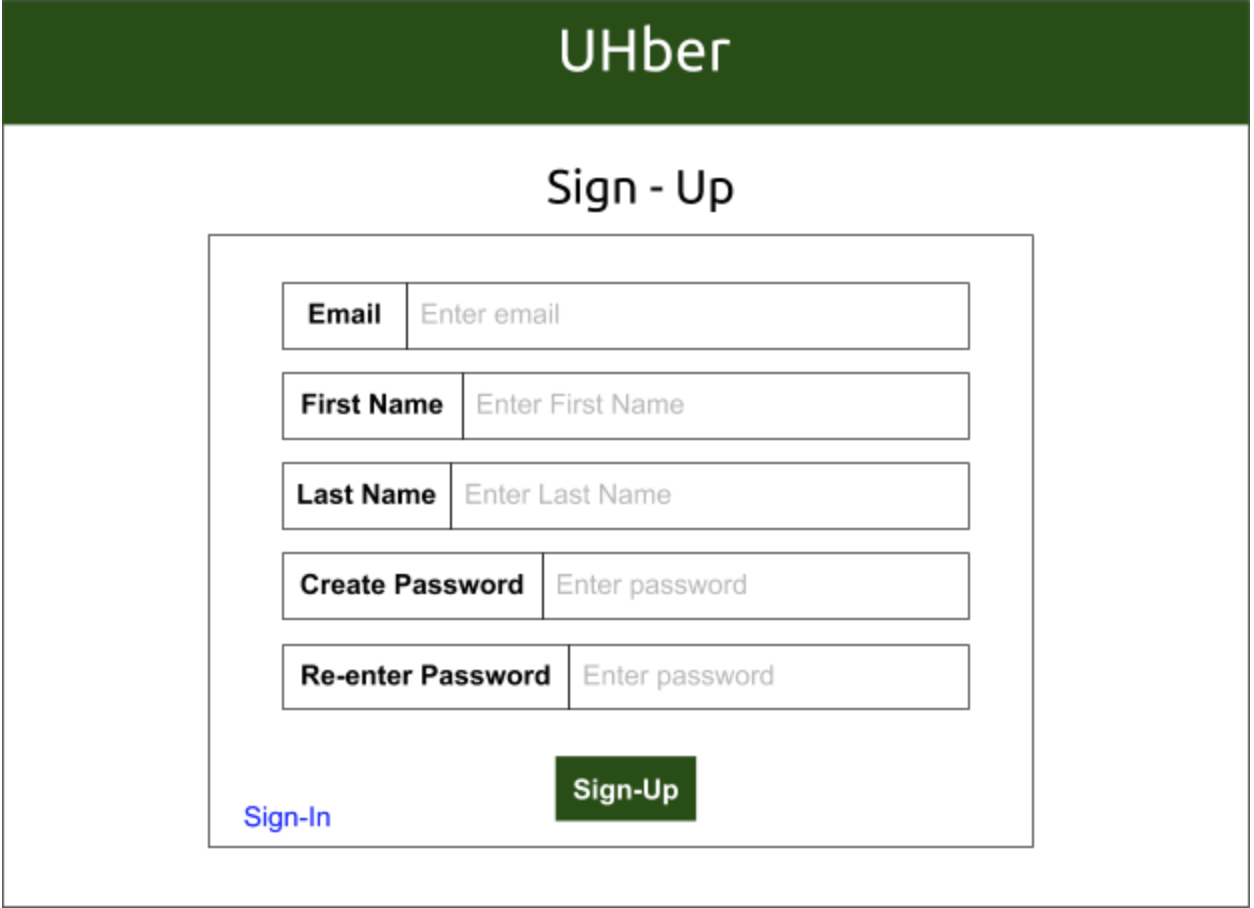 UHber
Sign - Up
Email Enter email
First Name Enter First Name
Last Name Enter Last Name
Create Password Enter password
Re-enter Password Enter password
Sign-Up
Sign-In